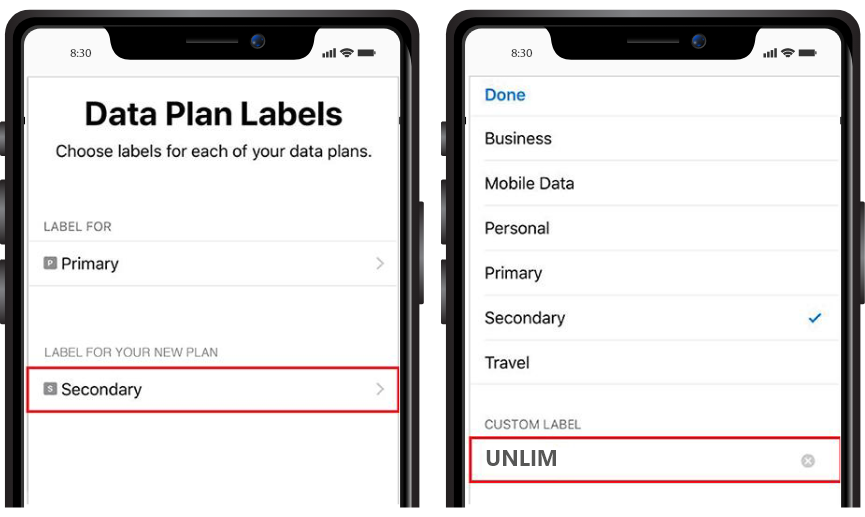 8:30
Data Plan Labels
Choose labels for each of your data plans.
LABEL FOR
P Primary
LABEL FOR YOUR NEW PLAN
S Secondary
8:30
Done
Business
Mobile Data
Personal
Primary
Secondary
Travel
CUSTOM LABEL
UNLIM